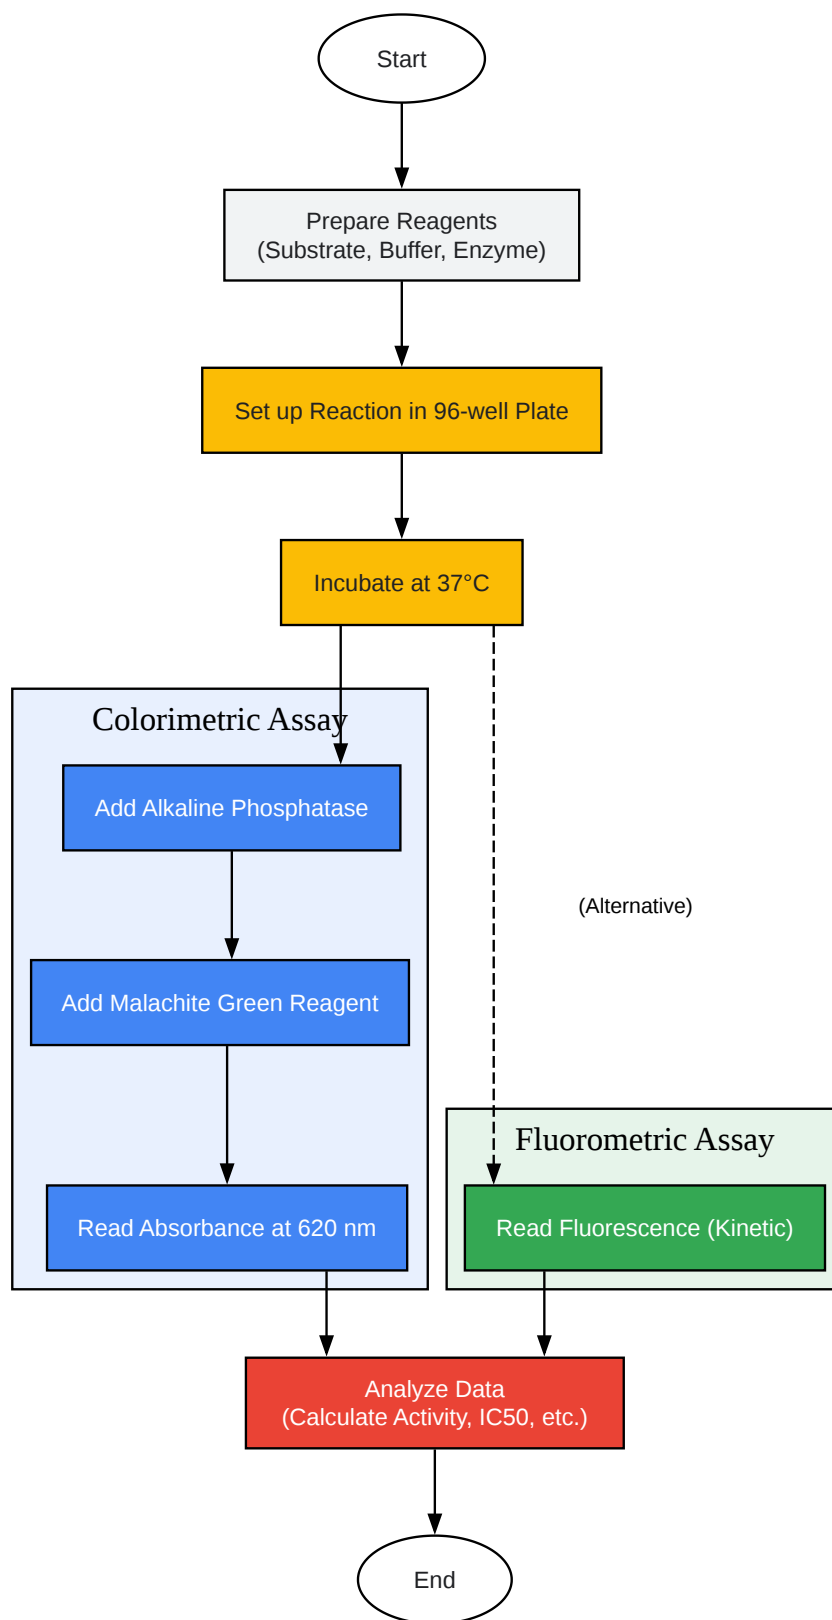 Start
Prepare Reagents
(Substrate, Buffer, Enzyme)
Set up Reaction in 96-well Plate
Incubate at 37°C
Colorimetric Assay
Add Alkaline Phosphatase
(Alternative)
Add Malachite Green Reagent
Fluorometric Assay
Read Absorbance at 620 nm
Read Fluorescence (Kinetic)
Analyze Data
(Calculate Activity, IC50, etc.)
End